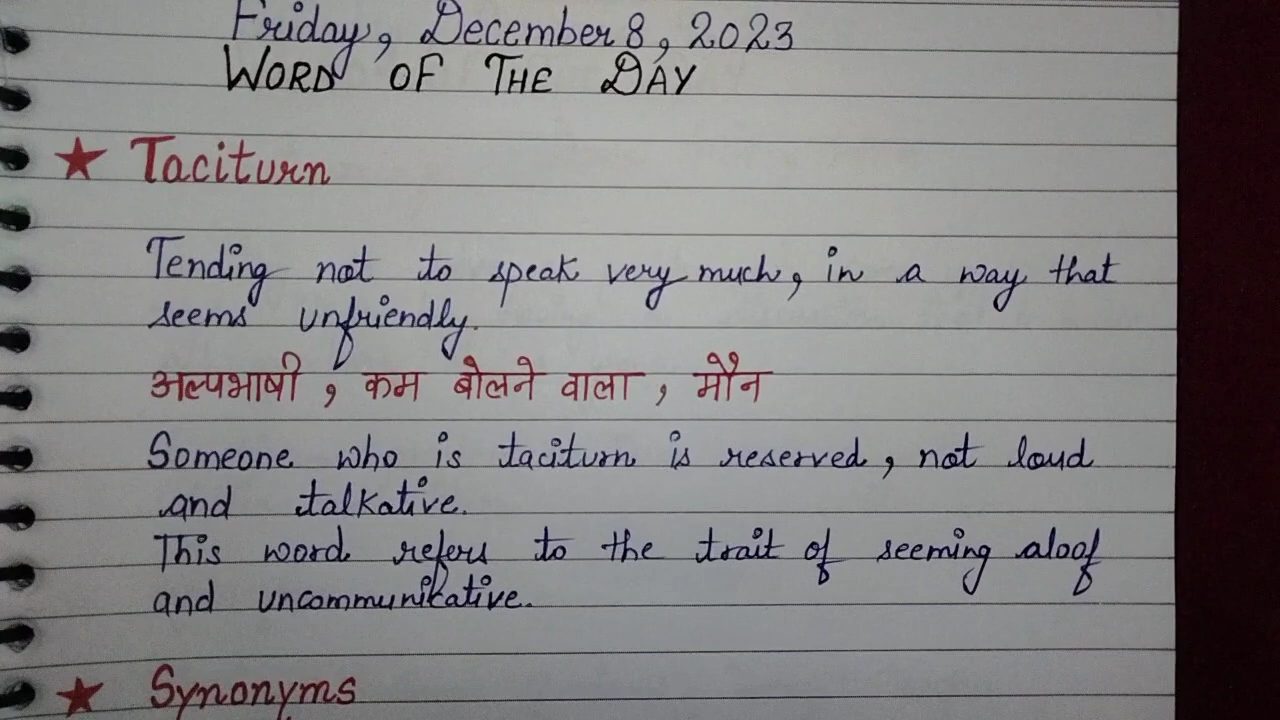 Friday, December 8, 2023
WORD OF THE DAY
★ Taciturn
Tending not to speak very much, in a way that
seems unfriendly.
अल्पभाषी, कम बोलने वाला, मौन
Someone who is taciturn is reserved, not loud
and talkative.
This word refers to the trait of seeming aloof
and uncommunikative.
★ Synonyms